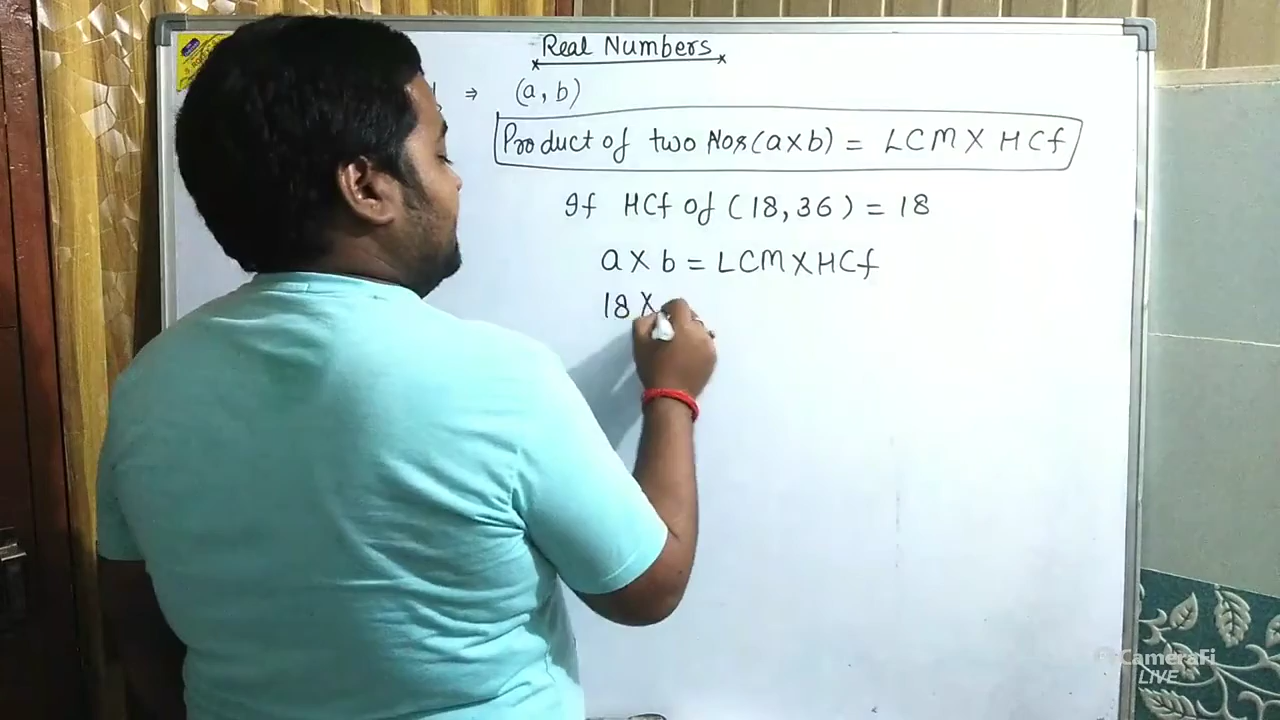 Real Numbers
⇒ (a, b)
Product of two Nos(a×b) = LCM X HCf
If HCf of (18, 36) = 18
a X b = LCM X HCf
18 X
CameraFi
LIVE